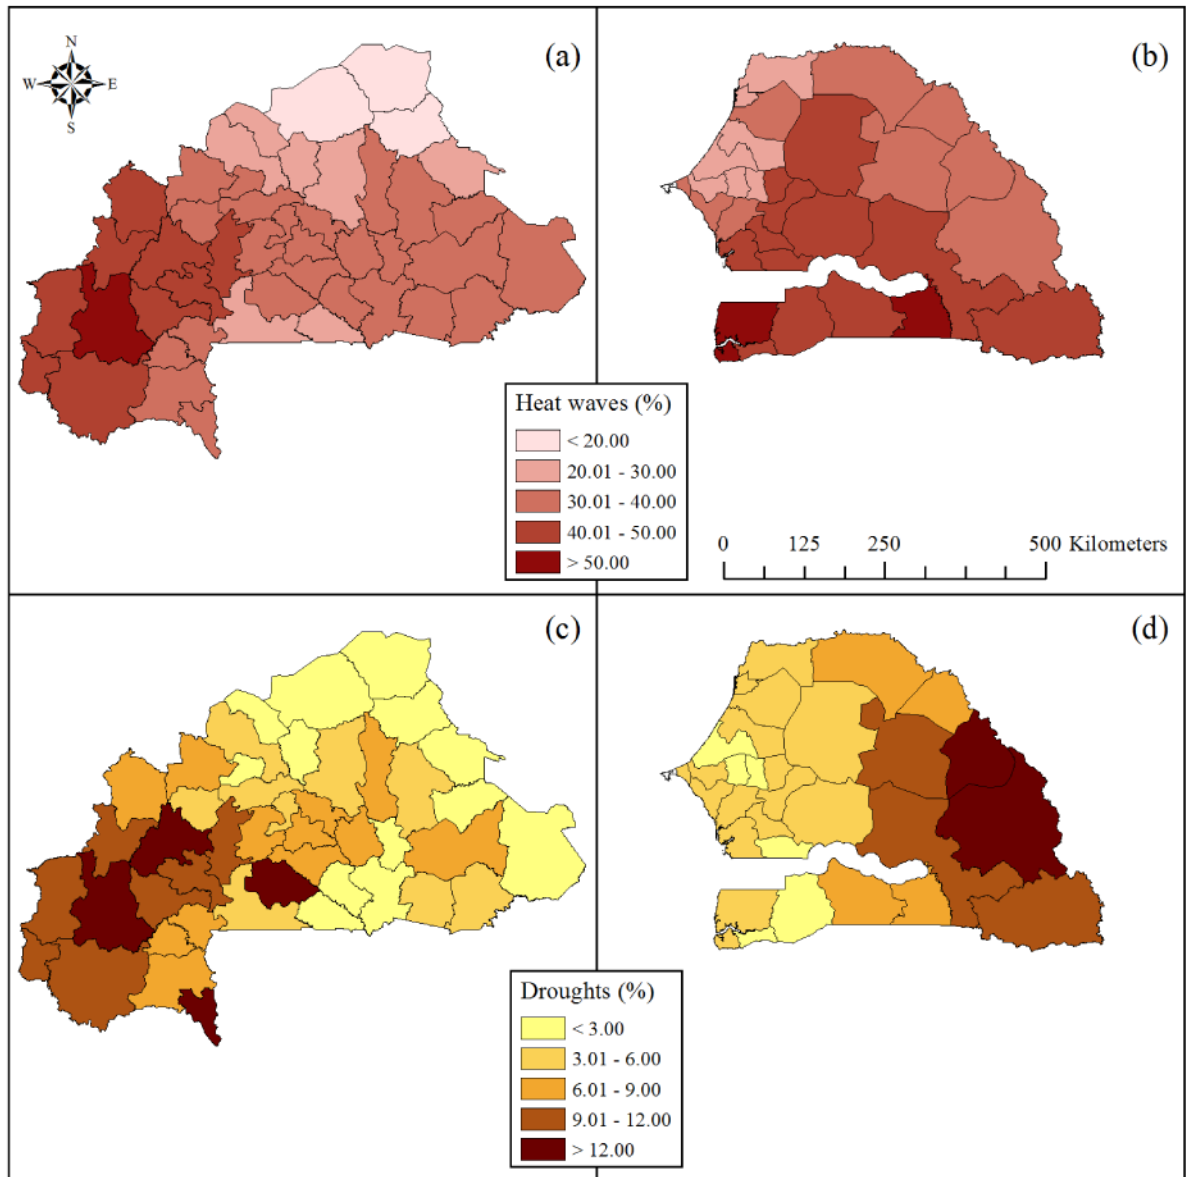 (a)
N
W E
S
(b)
Heat waves (%)
< 20.00
20.01 - 30.00
30.01 - 40.00
40.01 - 50.00
> 50.00
0 125 250 500 Kilometers
(c)
(d)
Droughts (%)
< 3.00
3.01 - 6.00
6.01 - 9.00
9.01 - 12.00
> 12.00